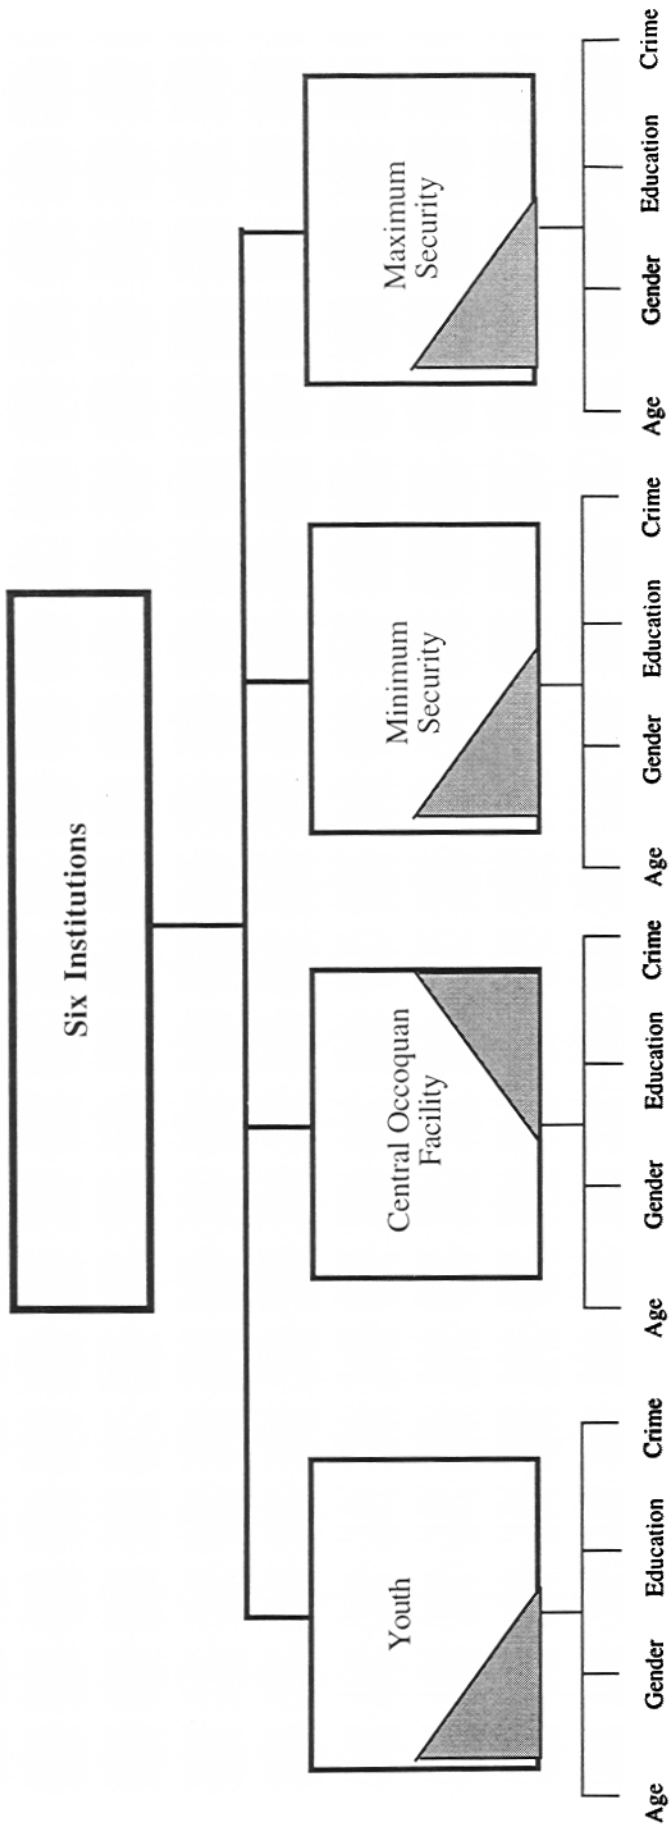 Six Institutions
Youth
Central Occoquan
Facility
Minimum
Security
Maximum
Security
Age Gender Education Crime
Age Gender Education Crime
Age Gender Education Crime
Age Gender Education Crime